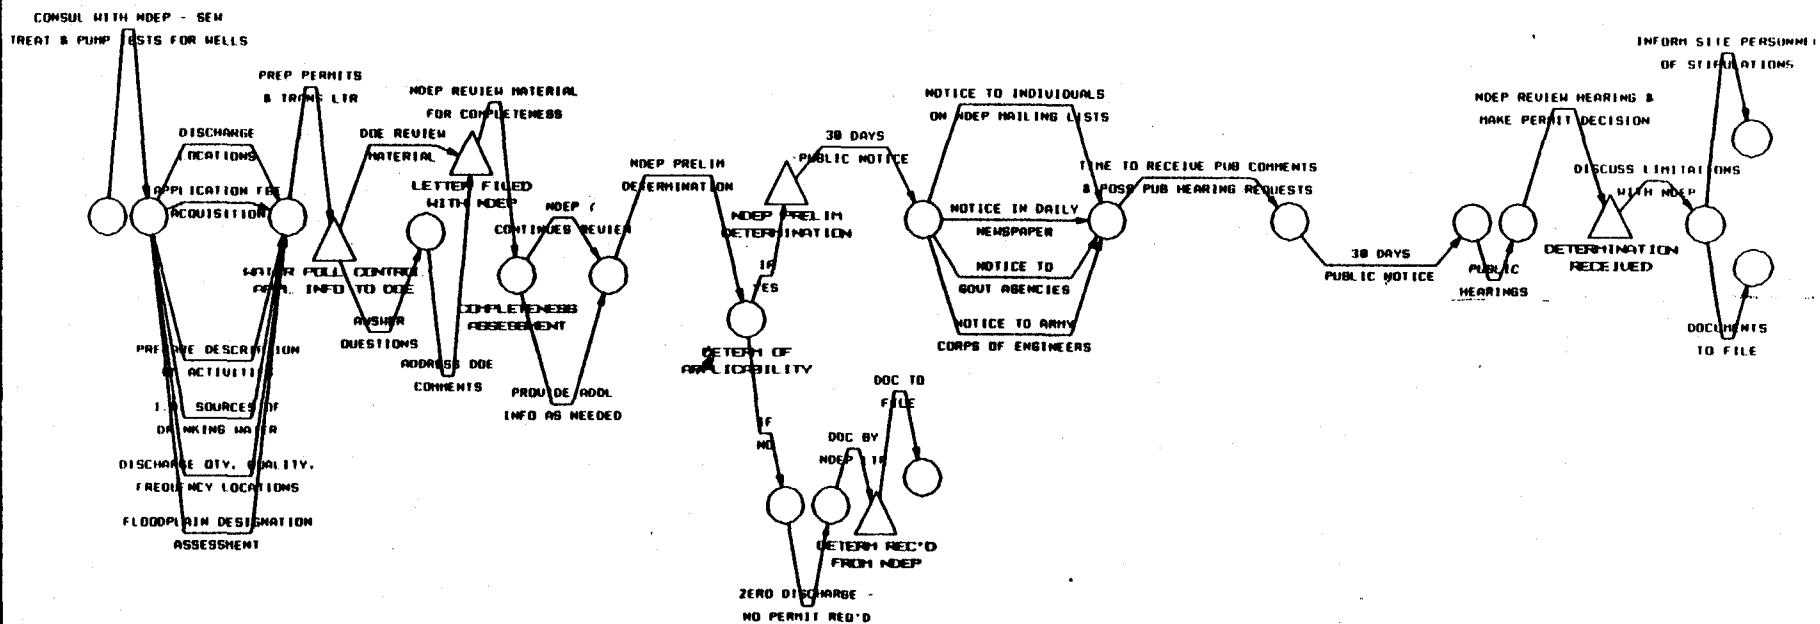 CONSUL WITH NDEP - SEW
TREAT & PUMP TESTS FOR WELLS
PREP PERMITS
& TRANS LTR
DISCHARGE
LOCATIONS
APPLICATION FEE
ACQUISITION
PREPARE DESCRIPTION
OF ACTIVITIES
I.D. SOURCES OF
DRINKING WATER
DISCHARGE QTY, QUALITY,
FREQUENCY LOCATIONS
FLOODPLAIN DESIGNATION
ASSESSMENT
WATER POLL CONTROL
APPL INFO TO DOE
DOE REVIEW
MATERIAL
ANSWER
QUESTIONS
ADDRESS DOE
COMMENTS
LETTER FILED
WITH NDEP
NDEP REVIEW MATERIAL
FOR COMPLETENESS
COMPLETENESS
ASSESSMENT
NDEP
CONTINUES REVIEW
PROVIDE ADDL
INFO AS NEEDED
NDEP PRELIM
DETERMINATION
DETERM OF
APPLICABILITY
IF
YES
IF
NO
NDEP PRELIM
DETERMINATION
ZERO DISCHARGE -
NO PERMIT REQ'D
DOC BY
NDEP LTR
DETERM REC'D
FROM NDEP
DOC TO
FILE
30 DAYS
PUBLIC NOTICE
NOTICE TO INDIVIDUALS
ON NDEP MAILING LISTS
NOTICE IN DAILY
NEWSPAPER
NOTICE TO
GOVT AGENCIES
NOTICE TO ARMY
CORPS OF ENGINEERS
TIME TO RECEIVE PUB COMMENTS
& POSS PUB HEARING REQUESTS
30 DAYS
PUBLIC NOTICE
PUBLIC
HEARINGS
NDEP REVIEW HEARING &
MAKE PERMIT DECISION
DETERMINATION
RECEIVED
DISCUSS LIMITATIONS
WITH NDEP
INFORM SITE PERSONNEL
OF STIPULATIONS
DOCUMENTS
TO FILE